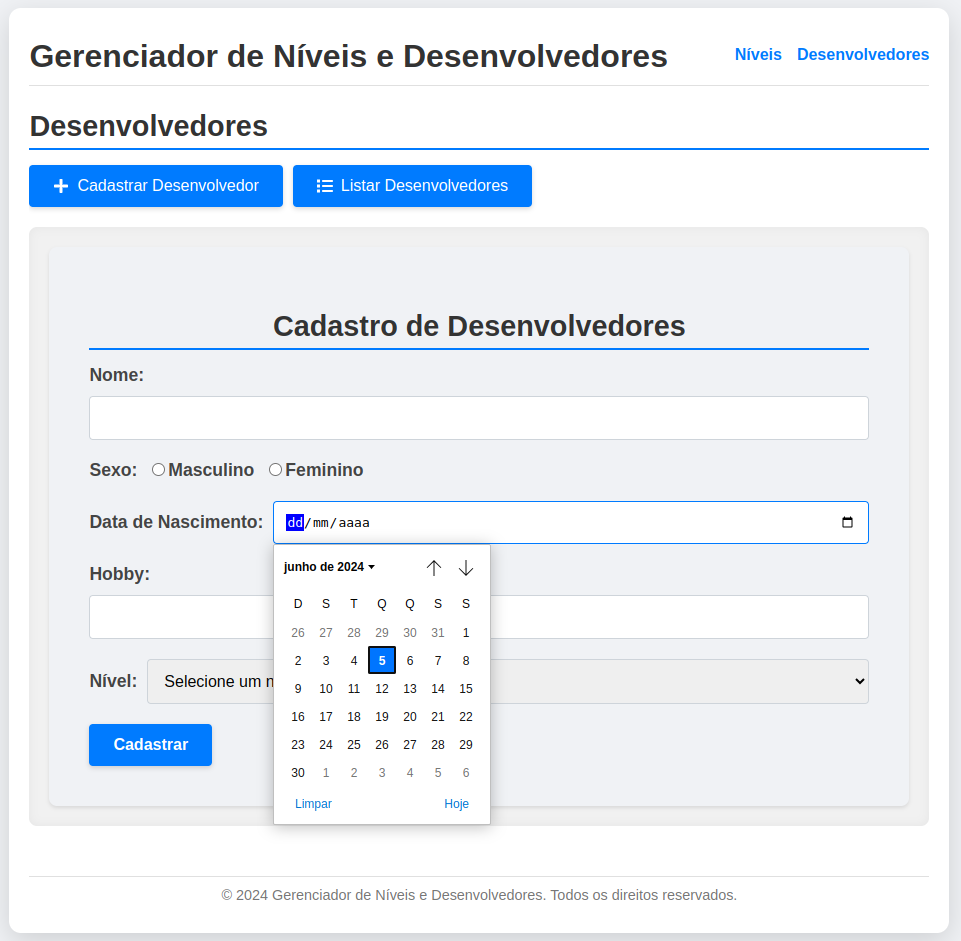 Gerenciador de Níveis e Desenvolvedores
Níveis Desenvolvedores
Desenvolvedores
Cadastrar Desenvolvedor
Listar Desenvolvedores
Cadastro de Desenvolvedores
Nome:
Sexo: Masculino Feminino
Data de Nascimento: dd/mm/aaaa
junho de 2024
D S T Q Q S S
26 27 28 29 30 31 1
2 3 4 5 6 7 8
9 10 11 12 13 14 15
16 17 18 19 20 21 22
23 24 25 26 27 28 29
30 1 2 3 4 5 6
Limpar Hoje
Hobby:
Nível: Selecione um n
Cadastrar
© 2024 Gerenciador de Níveis e Desenvolvedores. Todos os direitos reservados.